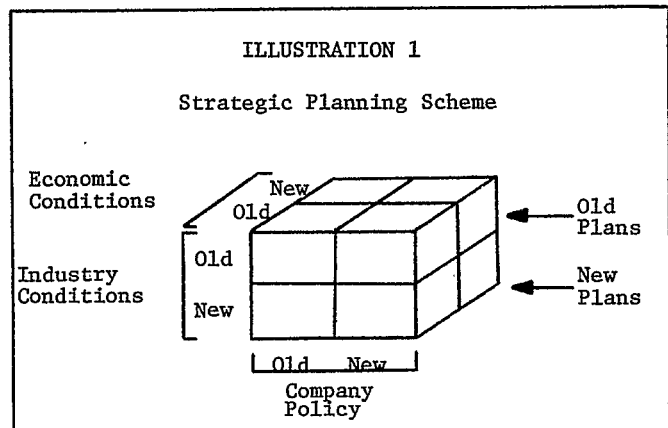 ILLUSTRATION 1
Strategic Planning Scheme
Economic
Conditions
New
Old
Old
Plans
Industry
Conditions
Old
New
New
Plans
Old New
Company
Policy